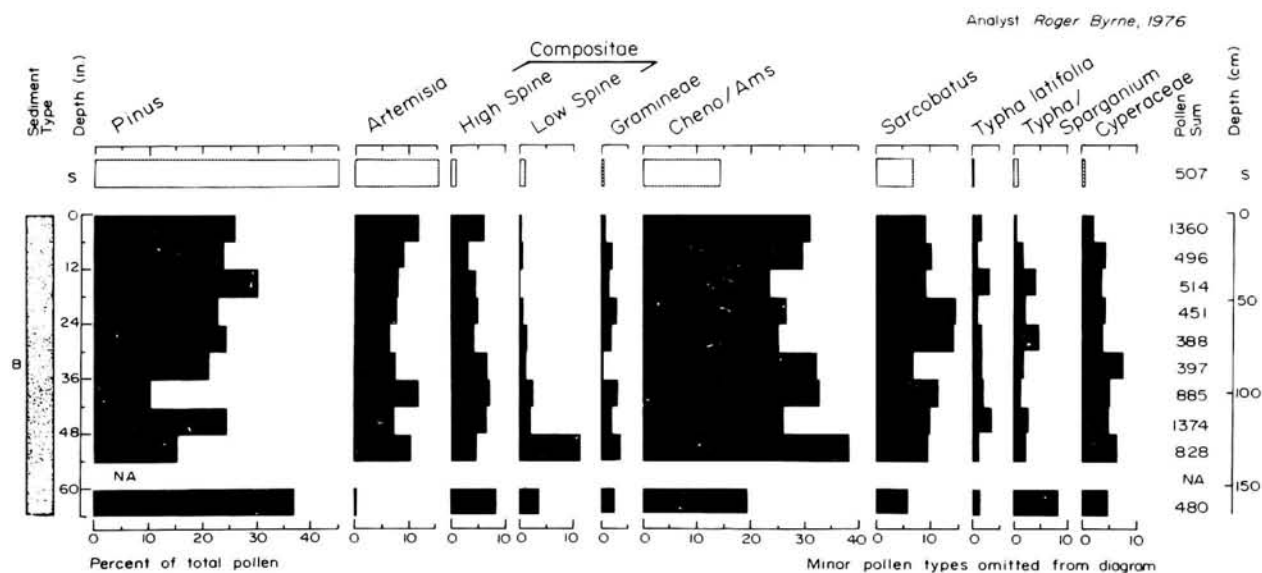 Analyst Roger Byrne, 1976
Compositae
Sediment Type
Depth (in.)
Pinus
Artemisia
High Spine
Low Spine
Gramineae
Cheno/Ams
Sarcobatus
Typha latifolia
Typha/
Sparganium
Cyperaceae
Pollen Sum
Depth (cm)
S 507 S
0 1360 0
496
12 514
451 50
24 388
B 397
36 885 100
1374
48 828
NA NA
60 480 150
0 10 20 30 40 0 10 0 10 0 10 0 0 10 20 30 40 0 10 0 0 10 0 10
Percent of total pollen
Minor pollen types omitted from diagram